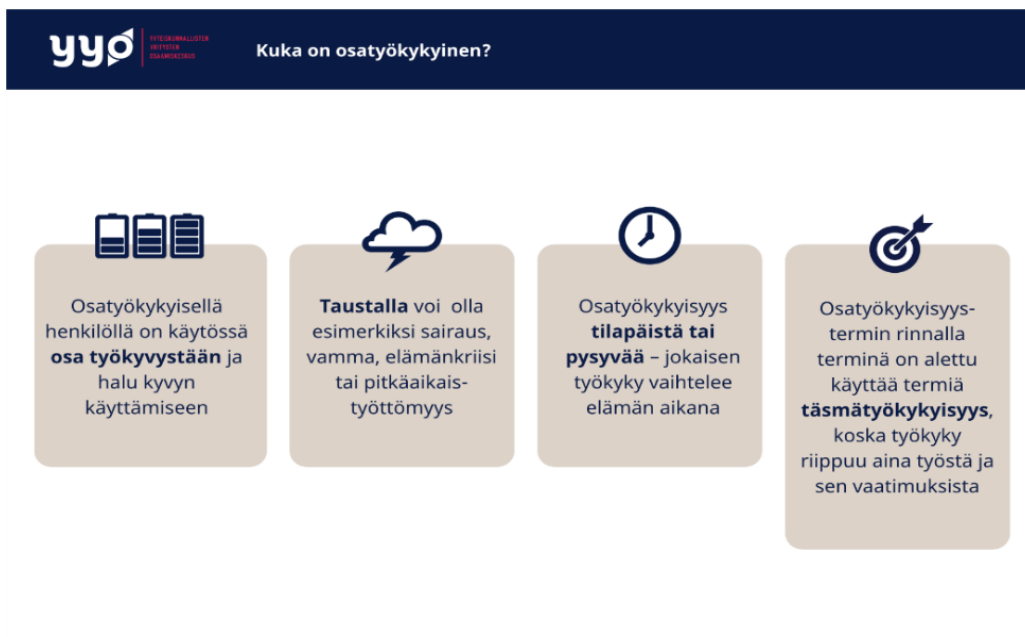 yyö
YHTEISKUNNALLISTEN
YRITYSTEN
OSAAMISKESKUS
Kuka on osatyökykyinen?
Osatyökykyisellä
henkilöllä on käytössä
osa työkyvystään ja
halu kyvyn
käyttämiseen
Taustalla voi olla
esimerkiksi sairaus,
vamma, elämänkriisi
tai pitkäaikais-
työttömyys
Osatyökykyisyys
tilapäistä tai
pysyvää – jokaisen
työkyky vaihtelee
elämän aikana
Osatyökykyisyys-
termin rinnalla
terminä on alettu
käyttää termiä
täsmätyökykyisyys,
koska työkyky
riippuu aina työstä ja
sen vaatimuksista